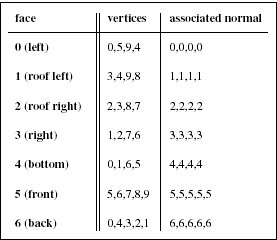 face vertices associated normal
0 (left) 0,5,9,4 0,0,0,0
1 (roof left) 3,4,9,8 1,1,1,1
2 (roof right) 2,3,8,7 2,2,2,2
3 (right) 1,2,7,6 3,3,3,3
4 (bottom) 0,1,6,5 4,4,4,4
5 (front) 5,6,7,8,9 5,5,5,5,5
6 (back) 0,4,3,2,1 6,6,6,6,6